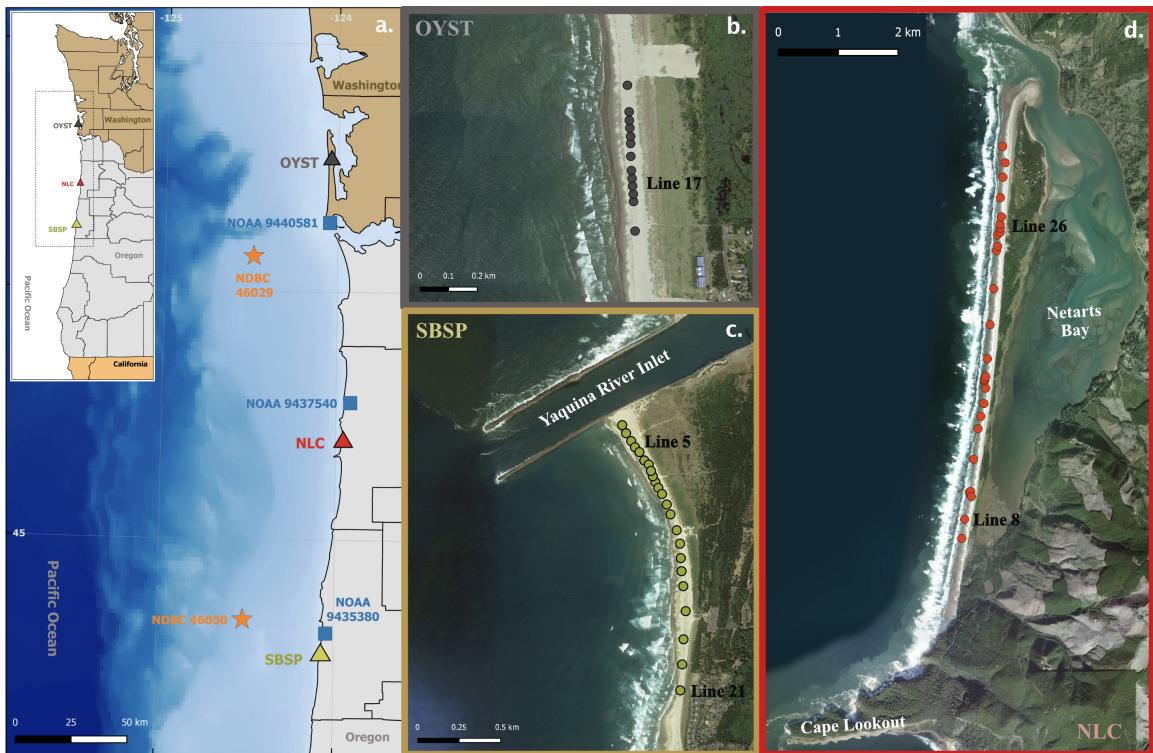 -125
-124
a.
Washington
OYST
NOAA 9440581
NDBC
46029
NOAA 9437540
NLC
45
Pacific Ocean
NDBC 46050
NOAA
9435380
SBSP
0 25 50 km
Oregon
OYST
Washington
NLC
SBSP
Oregon
Pacific Ocean
California
OYST
b.
Line 17
0 0.1 0.2 km
SBSP
c.
Yaquina River Inlet
Line 5
Line 21
0 0.25 0.5 km
d.
0 1 2 km
Line 26
Netarts
Bay
Line 8
Cape Lookout
NLC